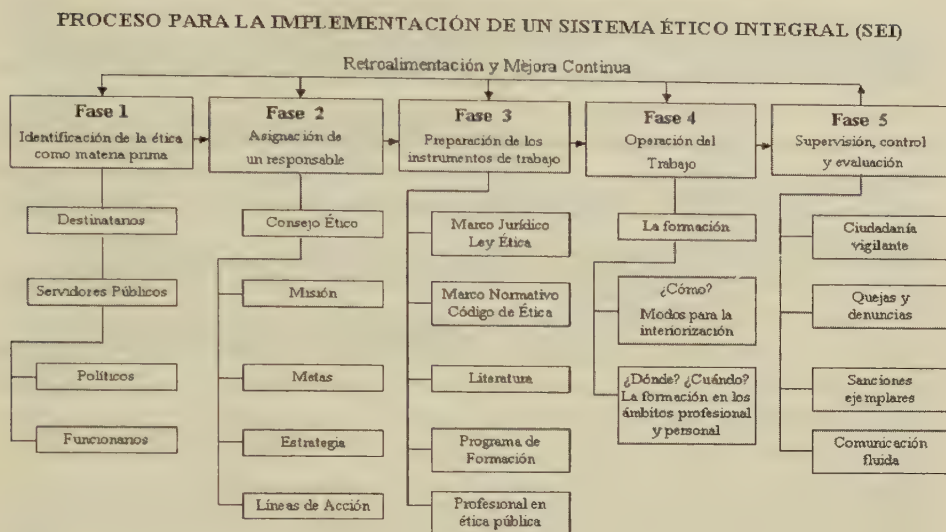 PROCESO PARA LA IMPLEMENTACIÓN DE UN SISTEMA ÉTICO INTEGRAL (SEI)
Retroalimentación y Mejora Continua
Fase 1
Identificación de la ética
como materia prima
Destinatanos
Servidores Públicos
Políticos
Funcionanos
Fase 2
Asignación de
un responsable
Consejo Ético
Misión
Metas
Estrategia
Líneas de Acción
Fase 3
Preparación de los
instrumentos de trabajo
Marco Jurídico
Ley Ética
Marco Normativo
Código de Ética
Literatura
Programa de
Formación
Profesional en
ética pública
Fase 4
Operación del
Trabajo
La formación
¿Cómo?
Modos para la
interiorización
¿Dónde? ¿Cuándo?
La formación en los
ámbitos profesional
y personal
Fase 5
Supervisión, control
y evaluación
Ciudadanía
vigilante
Quejas y
denuncias
Sanciones
ejemplares
Comunicación
fluida